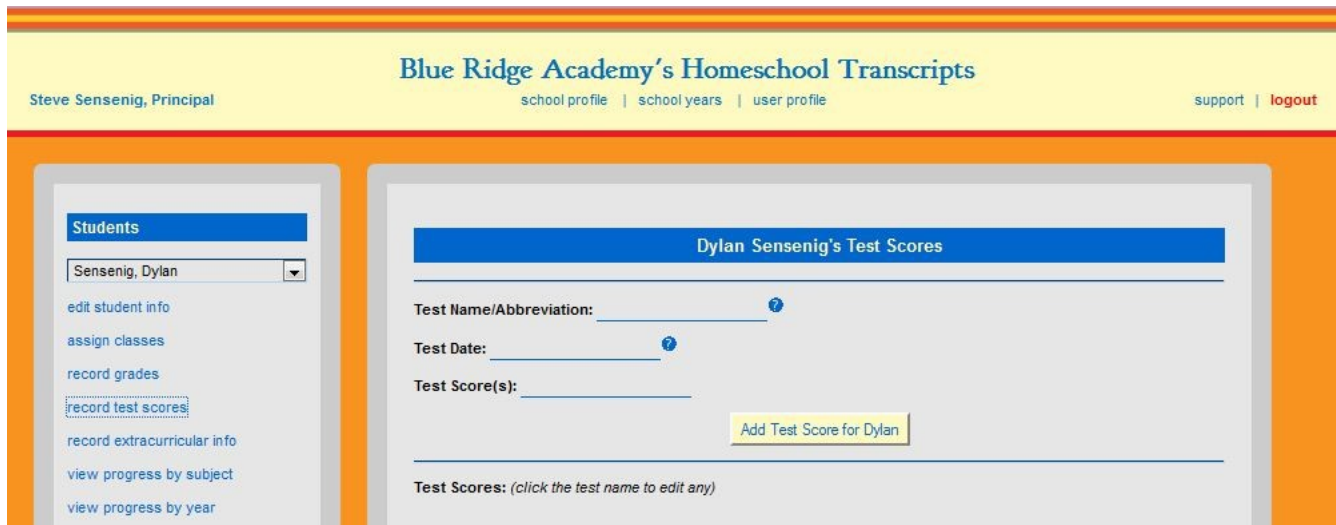 Blue Ridge Academy's Homeschool Transcripts
Steve Sensenig, Principal
school profile | school years | user profile
support | logout
Students
Sensenig, Dylan
edit student info
assign classes
record grades
record test scores
record extracurricular info
view progress by subject
view progress by year
Dylan Sensenig's Test Scores
Test Name/Abbreviation: ?
Test Date: ?
Test Score(s):
Add Test Score for Dylan
Test Scores: (click the test name to edit any)